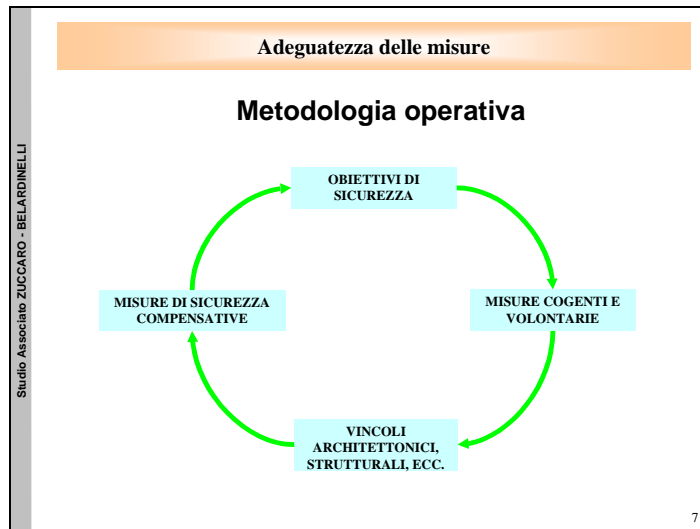 Adeguatezza delle misure
Metodologia operativa
Studio Associato ZUCCARO - BELARDINELLI
OBIETTIVI DI
SICUREZZA
MISURE DI SICUREZZA
COMPENSATIVE
MISURE COGENTI E
VOLONTARIE
VINCOLI
ARCHITETTONICI,
STRUTTURALI, ECC.
7